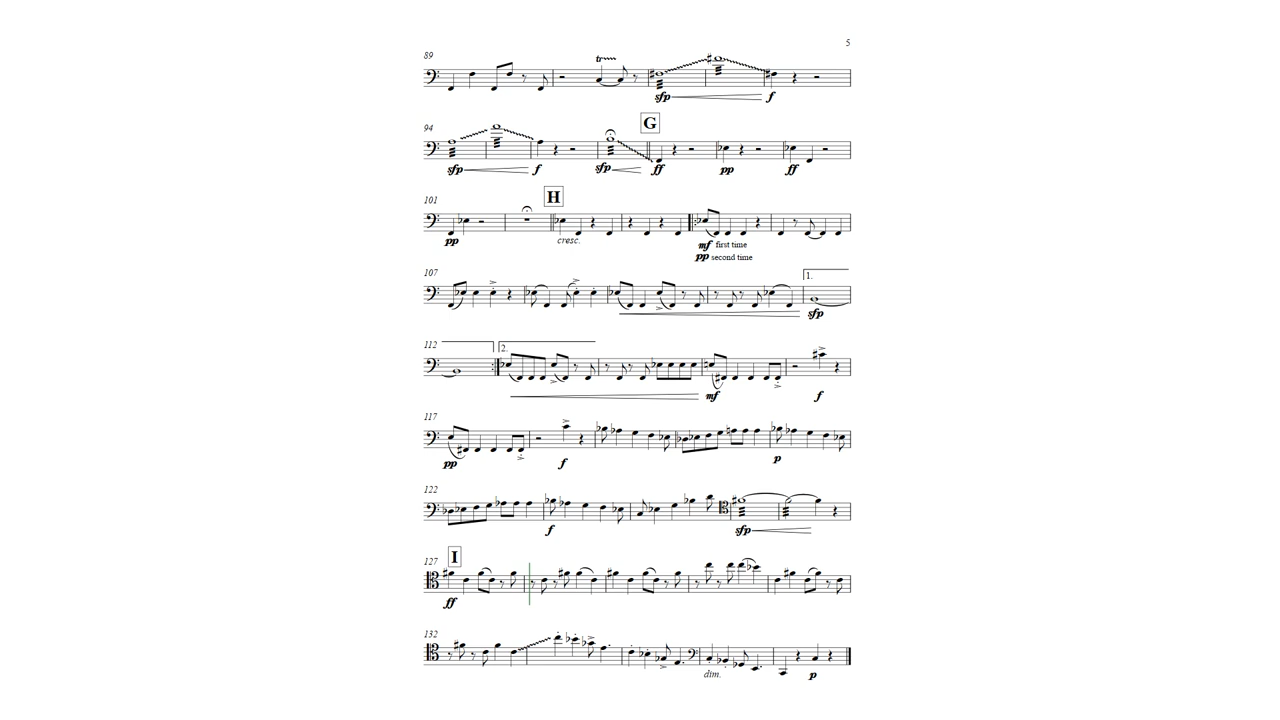 5
89
tr
sfp f
94
G
sfp f sfp ff pp ff
101
H
pp cresc. mf first time
pp second time
107
1.
sfp
112
2.
mf f
117
pp f p
122
f sfp
127
I
ff
132
dim. p